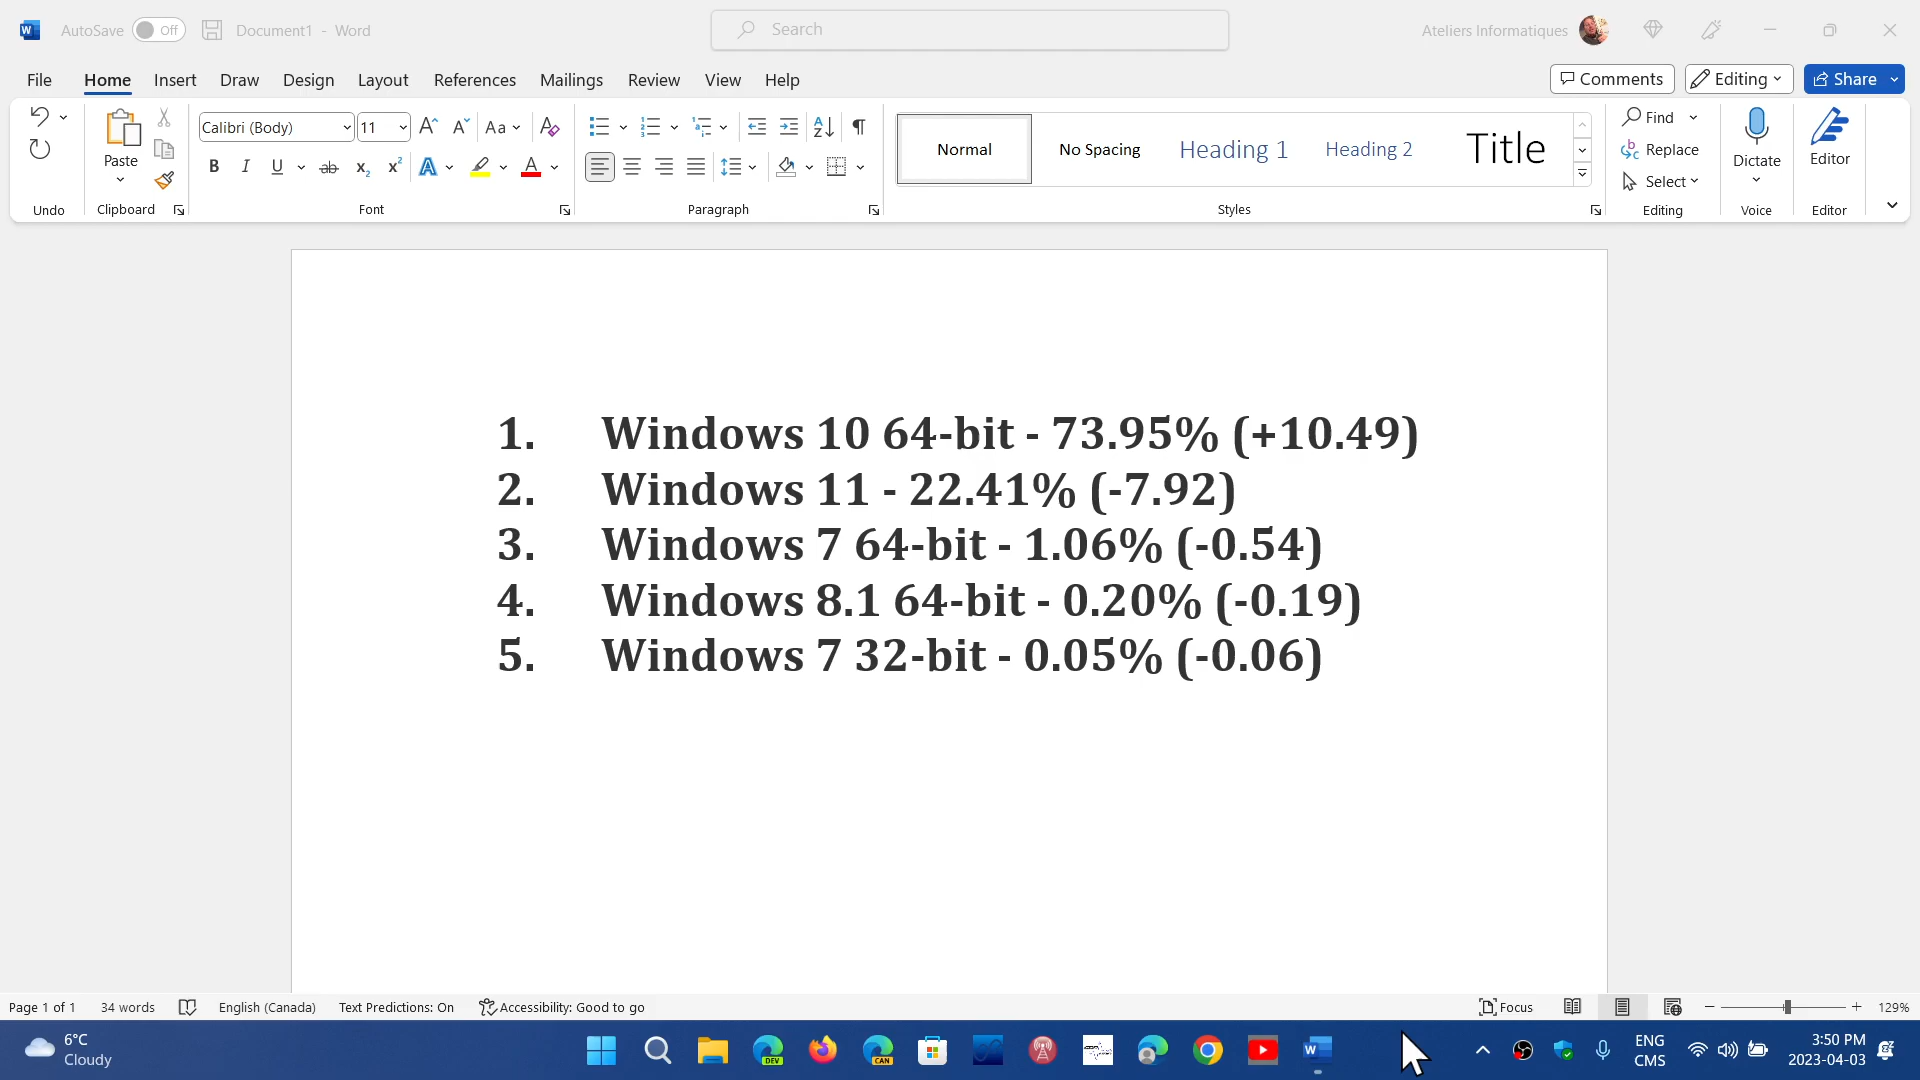 AutoSave Off Document1 - Word Search Ateliers Informatiques
File Home Insert Draw Design Layout References Mailings Review View Help Comments Editing Share
Calibri (Body) 11 Aa
Paste
B I U ab x2 x2 A A
Normal No Spacing Heading 1 Heading 2 Title
Find
Replace
Select
Dictate Editor
Undo Clipboard Font Paragraph Styles Editing Voice Editor
1. Windows 10 64-bit - 73.95% (+10.49)
2. Windows 11 - 22.41% (-7.92)
3. Windows 7 64-bit - 1.06% (-0.54)
4. Windows 8.1 64-bit - 0.20% (-0.19)
5. Windows 7 32-bit - 0.05% (-0.06)
Page 1 of 1 34 words English (Canada) Text Predictions: On Accessibility: Good to go Focus 129%
6°C
Cloudy
DEV
CAN
ENG
CMS
3:50 PM
2023-04-03